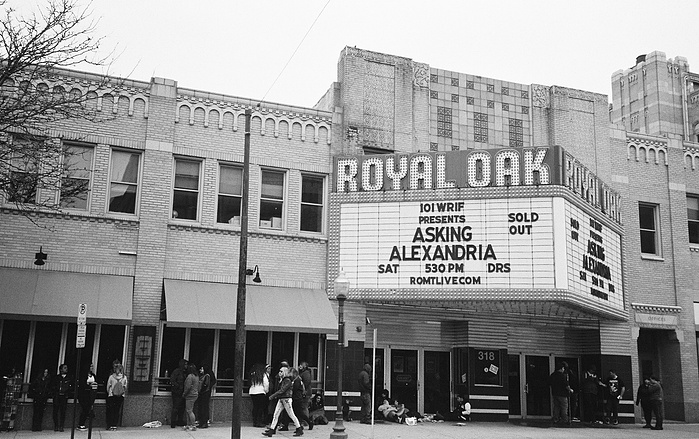 ROYAL OAK
ROYAL OAK
101 WRIF
PRESENTS
SOLD
OUT
ASKING
ALEXANDRIA
SAT 530 PM DRS
ROMTLIVE.COM
ASKING
ALEXANDRIA
318